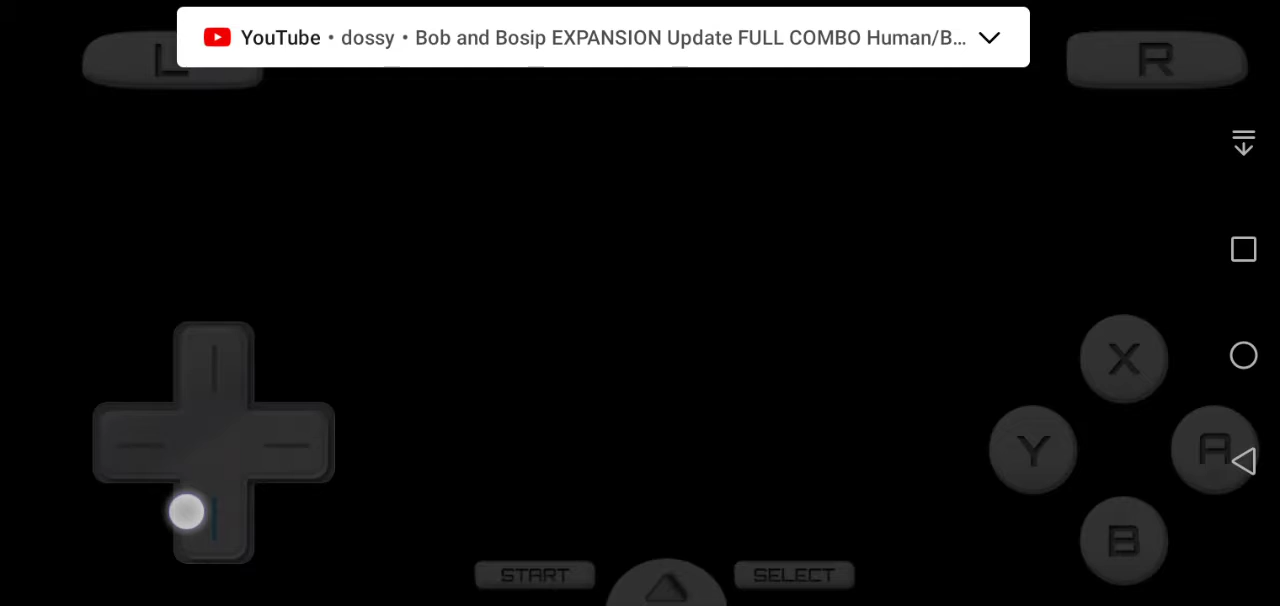 YouTube • dossy • Bob and Bosip EXPANSION Update FULL COMBO Human/B...
L
R
X
Y
A
B
START
SELECT